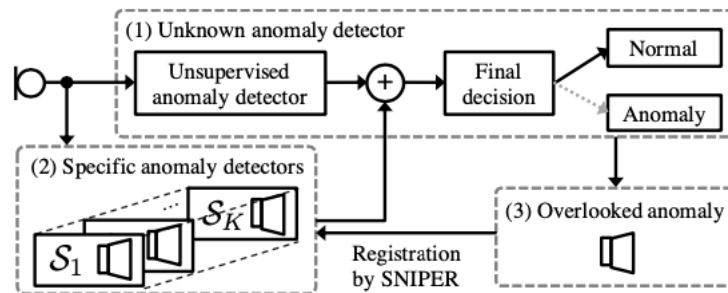 (1) Unknown anomaly detector
Unsupervised
anomaly detector
+
Final
decision
Normal
Anomaly
(2) Specific anomaly detectors
S_1
...
S_K
(3) Overlooked anomaly
Registration
by SNIPER